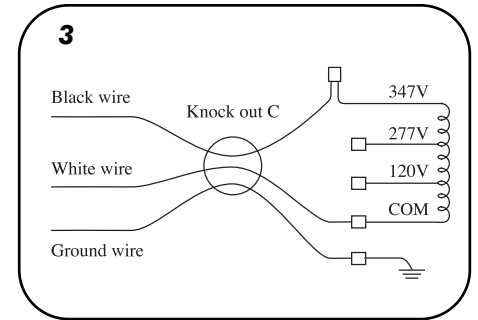 3
Black wire
Knock out C
White wire
Ground wire
347V
277V
120V
COM